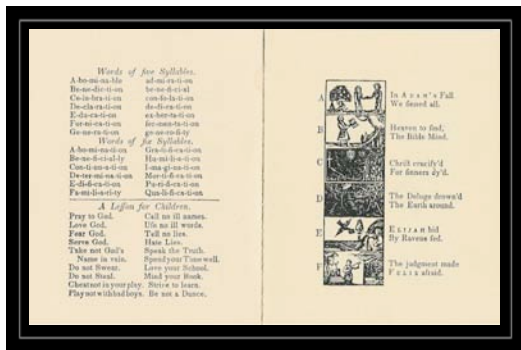 Words of five Syllables.
A-bo-mi-na-ble ad-mi-ra-ti-on
Be-ne-dic-ti-on be-ne-fi-ci-al
Ce-le-bra-ti-on con-so-la-ti-on
De-cla-ra-ti-on de-di-ca-ti-on
E-du-ca-ti-on ex-hor-ta-ti-on
For-ni-ca-ti-on fer-men-ta-ti-on
Ge-ne-ra-ti-on ge-ne-ro-si-ty
Words of six Syllables.
A-bo-mi-na-ti-on Gra-ti-fi-ca-ti-on
Be-ne-fi-ci-al-ly Hu-mi-li-a-ti-on
Con-ti-nu-a-ti-on I-ma-gi-na-ti-on
De-ter-mi-na-ti-on Mor-ti-fi-ca-ti-on
E-di-fi-ca-ti-on Pu-ri-fi-ca-ti-on
Fa-mi-li-a-ri-ty Qua-li-fi-ca-ti-on
A Leſſon for Children.
Pray to God. Call no ill names.
Love God. Uſe no ill words.
Fear God. Tell no lies.
Serve God. Hate Lies.
Take not God's Speak the Truth.
Name in vain. Spend your Time well.
Do not Swear. Love your School.
Do not Steal. Mind your Book.
Cheat not in your play. Strive to learn.
Play not with bad boys. Be not a Dunce.
A In ADAM'S Fall
We ſinned all.
B Heaven to find,
The Bible Mind.
C Chriſt crucify'd
For ſinners dy'd.
D The Deluge drown'd
The Earth around.
E ELIJAH hid
By Ravens fed.
F The judgment made
FELIX afraid.